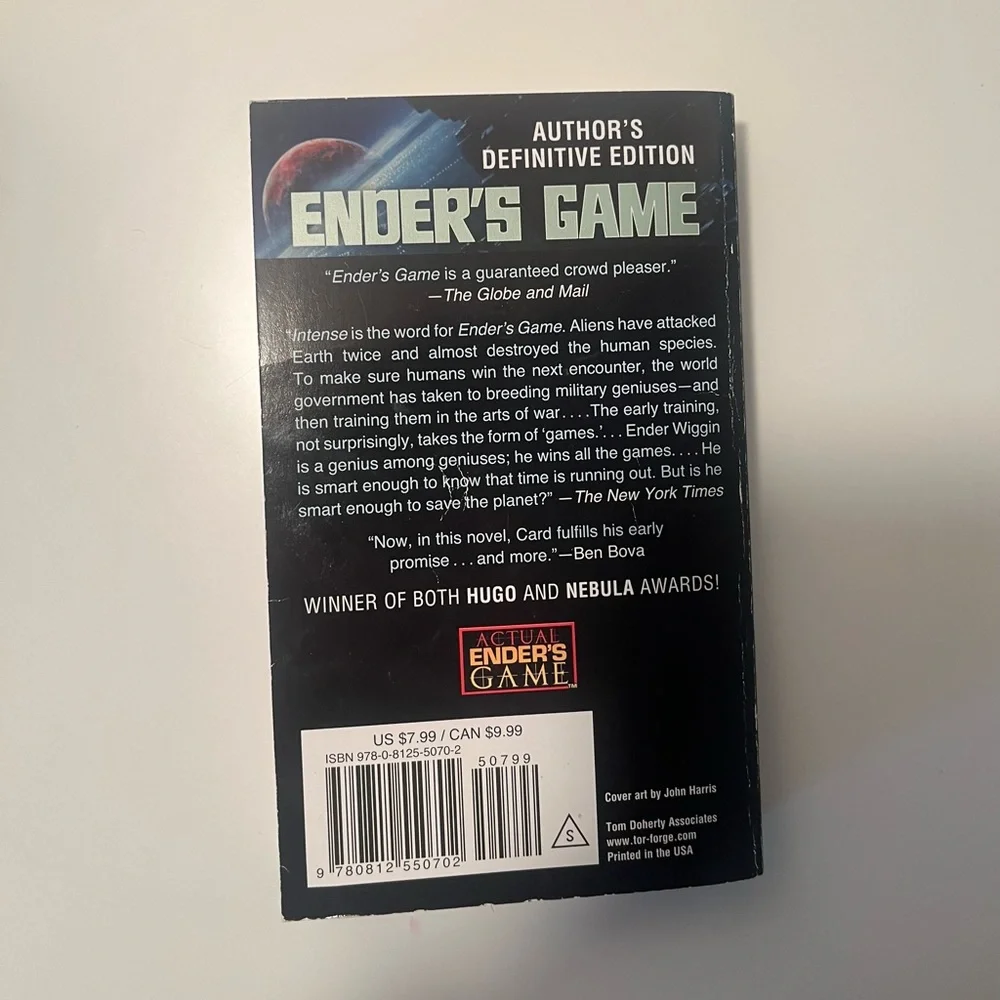 AUTHOR'S
DEFINITIVE EDITION
ENDER'S GAME
“Ender's Game is a guaranteed crowd pleaser.”
—The Globe and Mail
“Intense is the word for Ender's Game. Aliens have attacked
Earth twice and almost destroyed the human species.
To make sure humans win the next encounter, the world
government has taken to breeding military geniuses—and
then training them in the arts of war....The early training,
not surprisingly, takes the form of ‘games.’... Ender Wiggin
is a genius among geniuses; he wins all the games.... He
is smart enough to know that time is running out. But is he
smart enough to save the planet?” —The New York Times
“Now, in this novel, Card fulfills his early
promise... and more.”—Ben Bova
WINNER OF BOTH HUGO AND NEBULA AWARDS!
ACTUAL
ENDER'S
GAME™
US $7.99 / CAN $9.99
ISBN 978-0-8125-5070-2
50799
9 780812 550702
S
Cover art by John Harris
Tom Doherty Associates
www.tor-forge.com
Printed in the USA